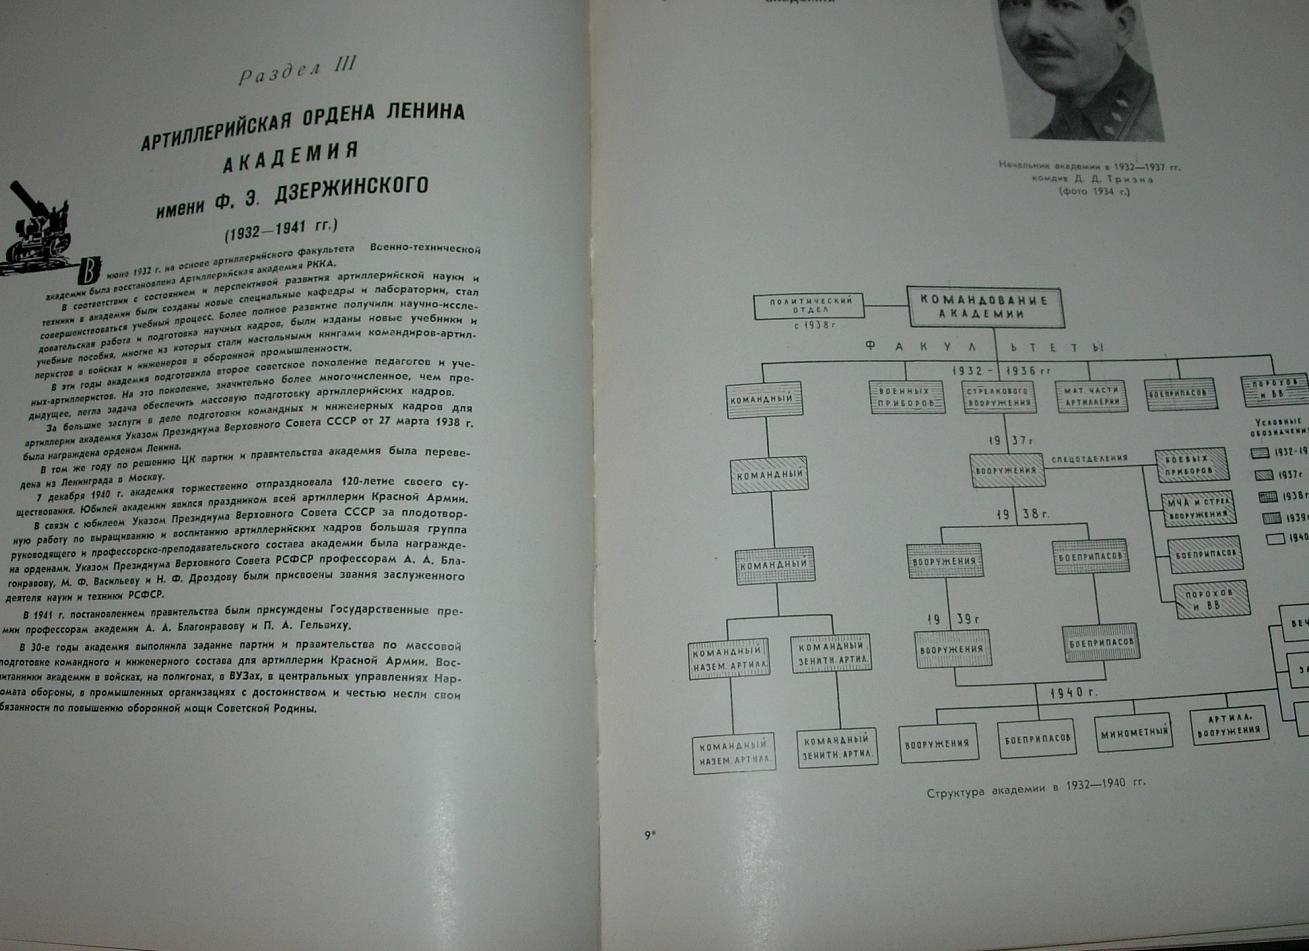 Раздел III
АРТИЛЛЕРИЙСКАЯ ОРДЕНА ЛЕНИНА
АКАДЕМИЯ
имени Ф. Э. ДЗЕРЖИНСКОГО
(1932—1941 гг.)
В июне 1932 г. на основе артиллерийского факультета Военно-технической
академии была восстановлена Артиллерийская академия РККА.
В соответствии с состоянием и перспективой развития артиллерийской науки и
техники в академии были созданы новые специальные кафедры и лаборатории, стал
совершенствоваться учебный процесс. Более полное развитие получили научно-иссле-
довательская работа и подготовка научных кадров, были изданы новые учебники и
учебные пособия, многие из которых стали настольными книгами командиров-артил-
леристов в войсках и инженеров в оборонной промышленности.
В эти годы академия подготовила второе советское поколение педагогов и уче-
ных-артиллеристов. На это поколение, значительно более многочисленное, чем пре-
дыдущее, легла задача обеспечить массовую подготовку артиллерийских кадров.
За большие заслуги в деле подготовки командных и инженерных кадров для
артиллерии академия Указом Президиума Верховного Совета СССР от 27 марта 1938 г.
была награждена орденом Ленина.
В том же году по решению ЦК партии и правительства академия была переве-
дена из Ленинграда в Москву.
7 декабря 1940 г. академия торжественно отпраздновала 120-летие своего су-
ществования. Юбилей академии явился праздником всей артиллерии Красной Армии.
В связи с юбилеем Указом Президиума Верховного Совета СССР за плодотвор-
ную работу по выращиванию и воспитанию артиллерийских кадров большая группа
руководящего и профессорско-преподавательского состава академии была награжде-
на орденами. Указом Президиума Верховного Совета РСФСР профессорам А. А. Бла-
гонравову, М. Ф. Васильеву и Н. Ф. Дроздову были присвоены звания заслуженного
деятеля науки и техники РСФСР.
В 1941 г. постановлением правительства были присуждены Государственные пре-
мии профессорам академии А. А. Благонравову и П. А. Гельвиху.
В 30-е годы академия выполнила задание партии и правительства по массовой
подготовке командного и инженерного состава для артиллерии Красной Армии. Вос-
питанники академии в войсках, на полигонах, в ВУЗах, в центральных управлениях Нар-
комата обороны, в промышленных организациях с достоинством и честью несли свои
обязанности по повышению оборонной мощи Советской Родины.
Начальник академии в 1932—1937 гг.
комдив Д. Д. Тризна
(фото 1934 г.)
ПОЛИТИЧЕСКИЙ
ОТДЕЛ
с 1938 г
КОМАНДОВАНИЕ
АКАДЕМИИ
ФАКУЛЬТЕТЫ
1932 - 1936 гг
КОМАНДНЫЙ
ВОЕННЫХ
ПРИБОРОВ
СТРЕЛКОВОГО
ВООРУЖЕНИЯ
МАТ. ЧАСТИ
АРТИЛЛЕРИИ
БОЕПРИПАСОВ
ПОРОХОВ
и ВВ
Условные
1937г
КОМАНДНЫЙ
ВООРУЖЕНИЯ
СПЕЦОТДЕЛЕНИЯ
БОЕВЫХ
ПРИБОРОВ
МЧА и СТРЕЛ
ВООРУЖЕНИЯ
БОЕПРИПАСОВ
ПОРОХОВ
и ВВ
1937г
1938г
1939г
1940
1938г.
КОМАНДНЫЙ
ВООРУЖЕНИЯ
БОЕПРИПАСОВ
1939г
КОМАНДНЫЙ
НАЗЕМ. АРТИЛЛ.
КОМАНДНЫЙ
ЗЕНИТН. АРТИЛ.
ВООРУЖЕНИЯ
БОЕПРИПАСОВ
1940г.
КОМАНДНЫЙ
НАЗЕМ. АРТИЛЛ.
КОМАНДНЫЙ
ЗЕНИТН. АРТИЛ.
ВООРУЖЕНИЯ
БОЕПРИПАСОВ
МИНОМЕТНЫЙ
АРТИЛЛ.
ВООРУЖЕНИЯ
Структура академии в 1932—1940 гг.
9*